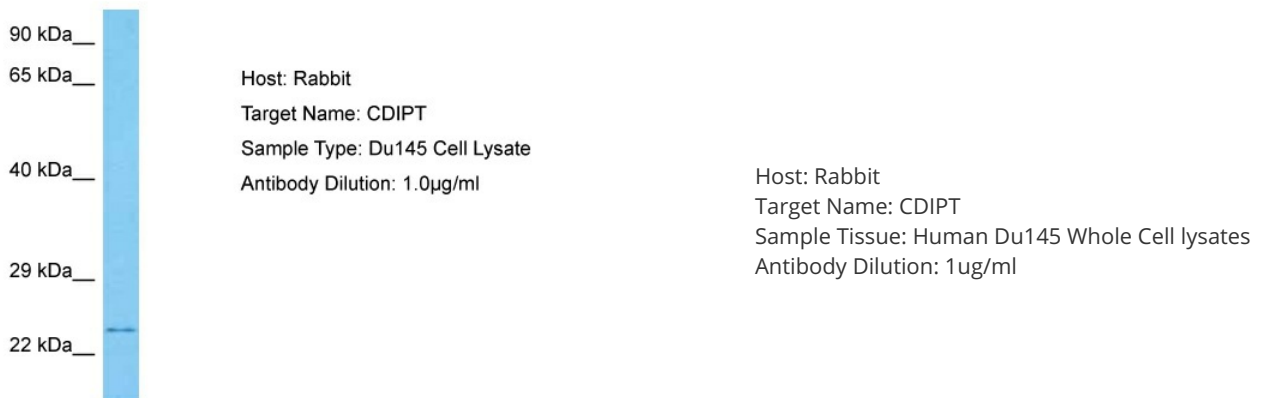 90 kDa__
65 kDa__
40 kDa__
29 kDa__
22 kDa__
Host: Rabbit
Target Name: CDIPT
Sample Type: Du145 Cell Lysate
Antibody Dilution: 1.0µg/ml
Host: Rabbit
Target Name: CDIPT
Sample Tissue: Human Du145 Whole Cell lysates
Antibody Dilution: 1ug/ml